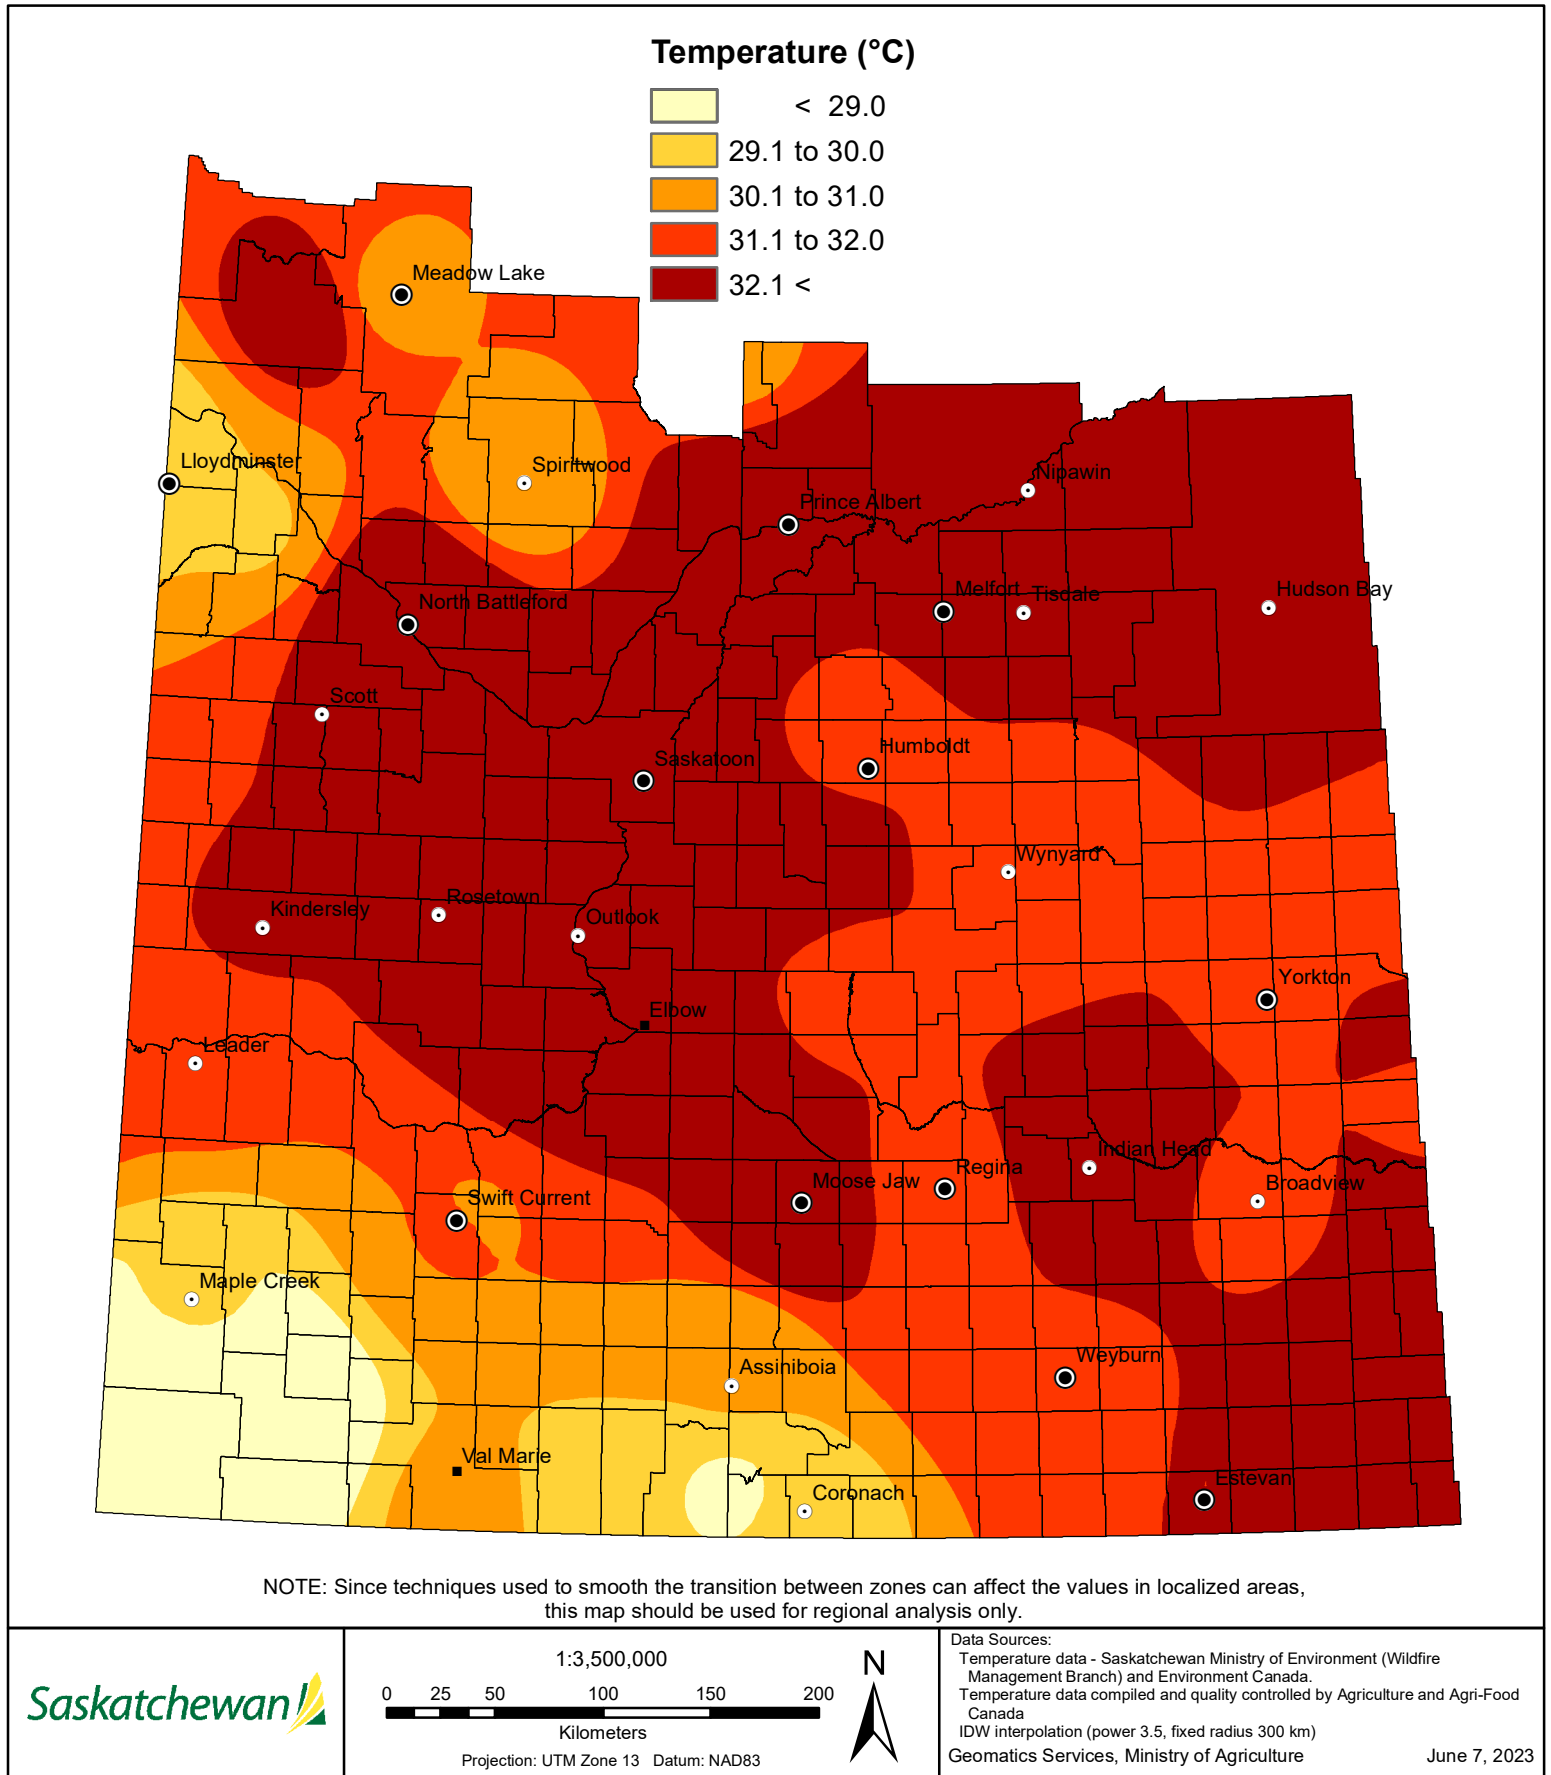 Temperature (°C)
< 29.0
29.1 to 30.0
30.1 to 31.0
31.1 to 32.0
32.1 <
Meadow Lake
Lloydminster
Spiritwood
Nipawin
Prince Albert
Melfort
Tisdale
Hudson Bay
North Battleford
Scott
Saskatoon
Humboldt
Wynyard
Kindersley
Rosetown
Outlook
Yorkton
Elbow
Leader
Indian Head
Moose Jaw
Regina
Broadview
Swift Current
Maple Creek
Assiniboia
Weyburn
Val Marie
Coronach
Estevan
NOTE: Since techniques used to smooth the transition between zones can affect the values in localized areas,
this map should be used for regional analysis only.
Saskatchewan
1:3,500,000
0 25 50 100 150 200
Kilometers
Projection: UTM Zone 13 Datum: NAD83
N
Data Sources:
Temperature data - Saskatchewan Ministry of Environment (Wildfire
Management Branch) and Environment Canada.
Temperature data compiled and quality controlled by Agriculture and Agri-Food
Canada
IDW interpolation (power 3.5, fixed radius 300 km)
Geomatics Services, Ministry of Agriculture June 7, 2023